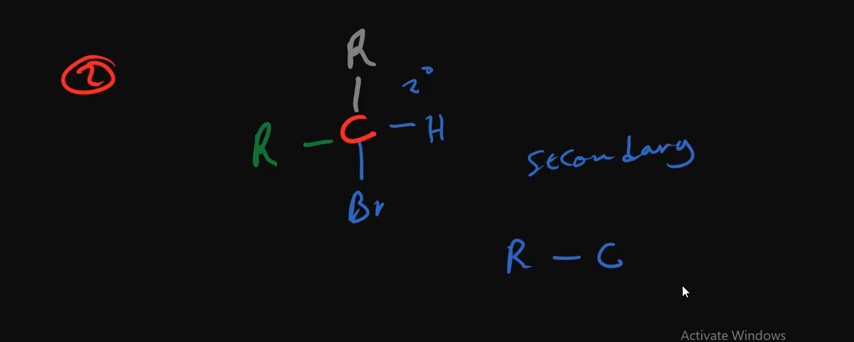 R
2
2°
R - C - H
secondary
Br
R - C
Activate Windows